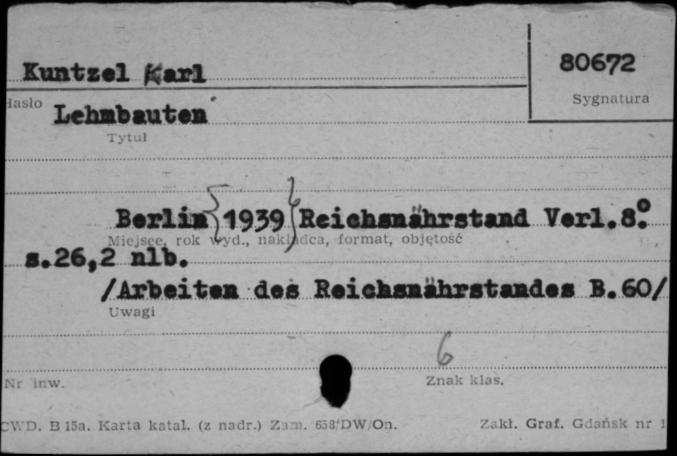 Kuntzel Karl
80672
Hasło
Sygnatura
Lehmbauten
Tytuł
Berlin 1939 Reichsnährstand Verl.8°.
Miejsce, rok wyd., nakładca, format, objętość
s.26,2 nlb.
/Arbeiten des Reichsnährstandes B.60/
Uwagi
6
Nr inw.
Znak klas.
CWD. B 15a. Karta katal. (z nadr.) Zam. 658/DW/On.
Zakł. Graf. Gdańsk nr 1